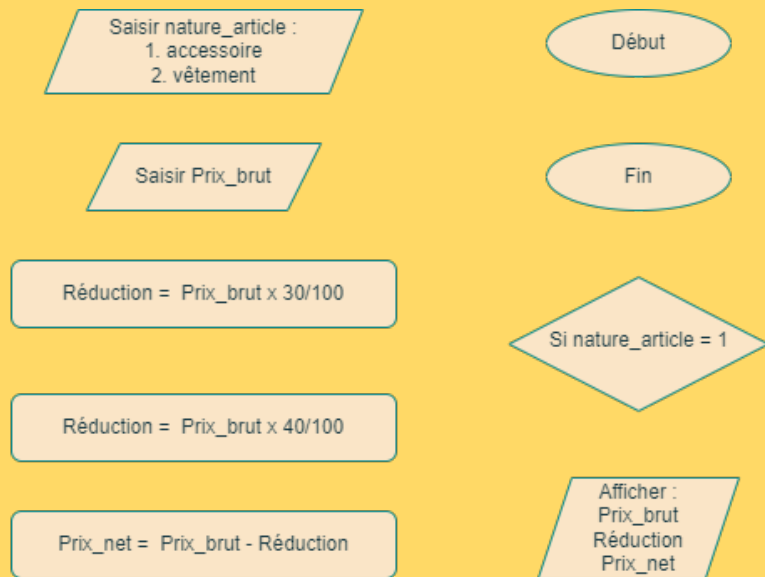 Saisir nature_article :
1. accessoire
2. vêtement
Début
Saisir Prix_brut
Fin
Réduction = Prix_brut x 30/100
Si nature_article = 1
Réduction = Prix_brut x 40/100
Afficher :
Prix_brut
Réduction
Prix_net
Prix_net = Prix_brut - Réduction